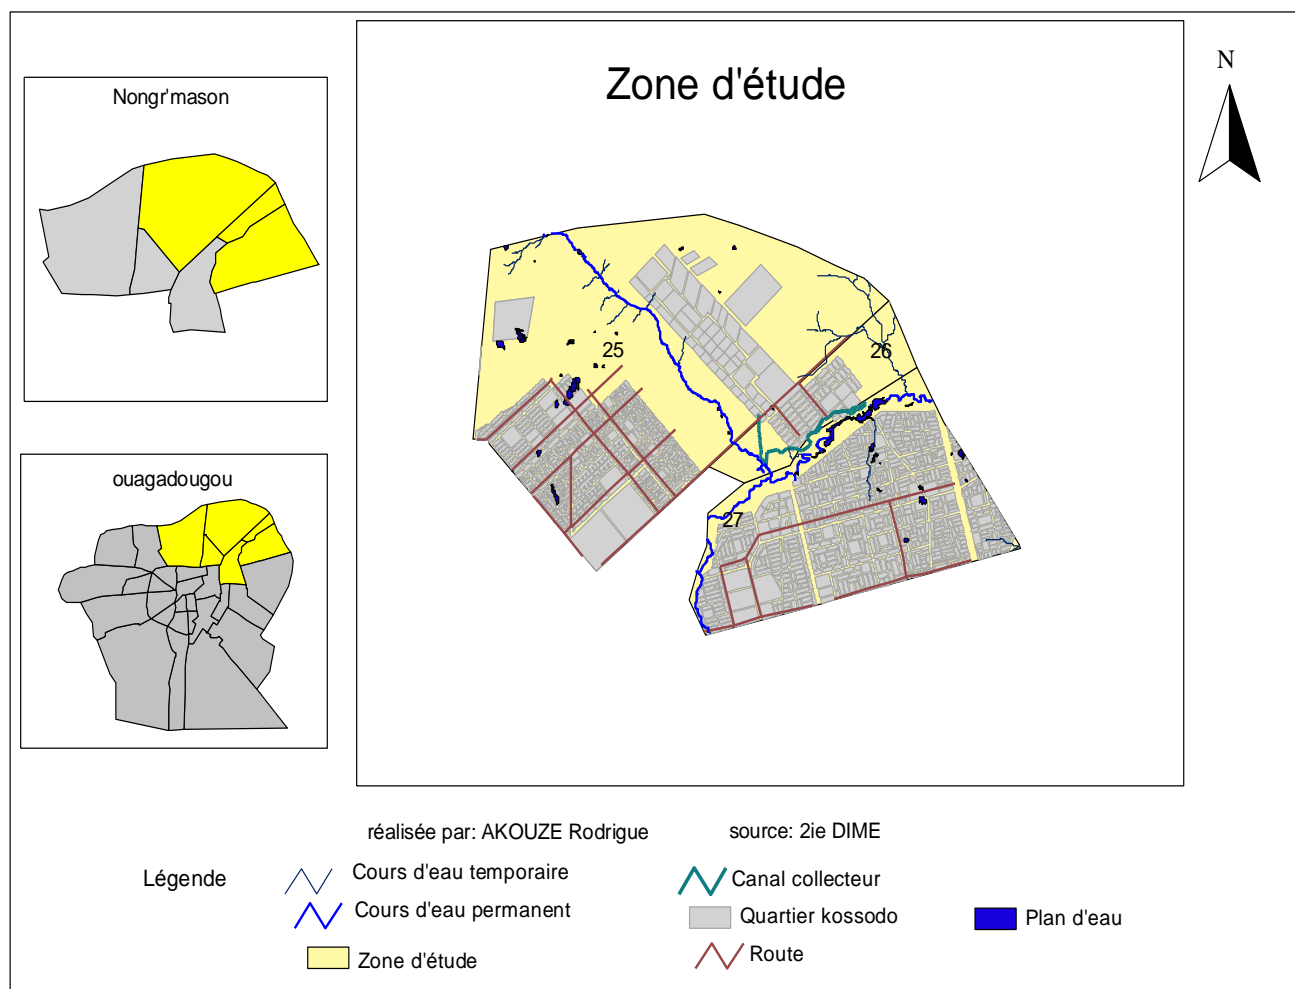 Zone d'étude
N
Nongr'mason
ouagadougou
25
26
27
réalisée par: AKOUZE Rodrigue
source: 2ie DIME
Légende
Cours d'eau temporaire
Canal collecteur
Cours d'eau permanent
Quartier kossodo
Plan d'eau
Zone d'étude
Route